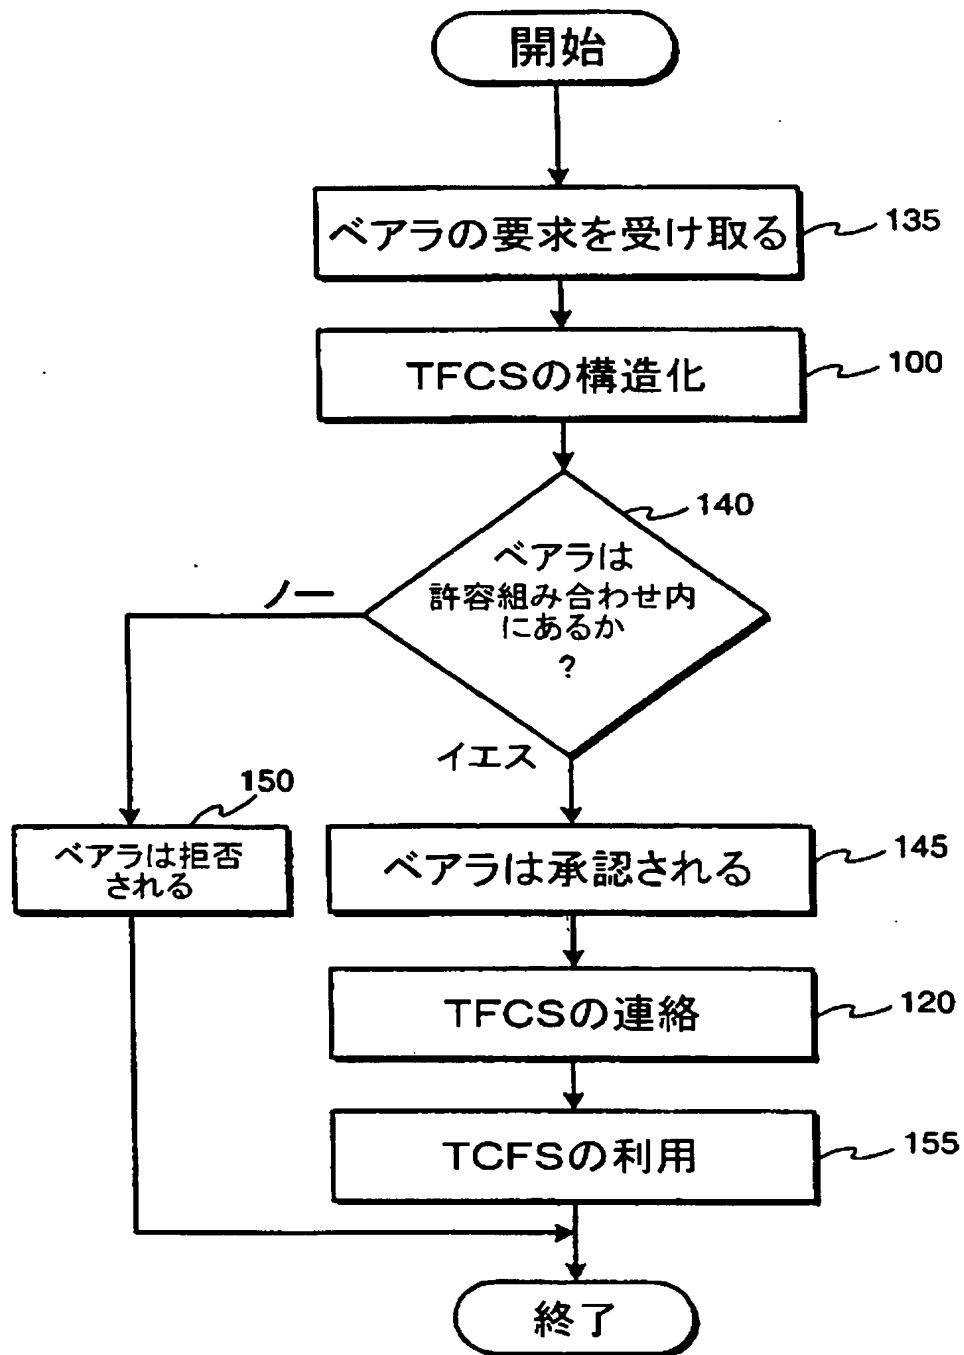 開始
ベアラの要求を受け取る
135
TFCSの構造化
100
140
ベアラは
許容組み合わせ内
にあるか
?
ノー
イエス
150
ベアラは拒否
される
ベアラは承認される
145
TFCSの連絡
120
TCFSの利用
155
終了